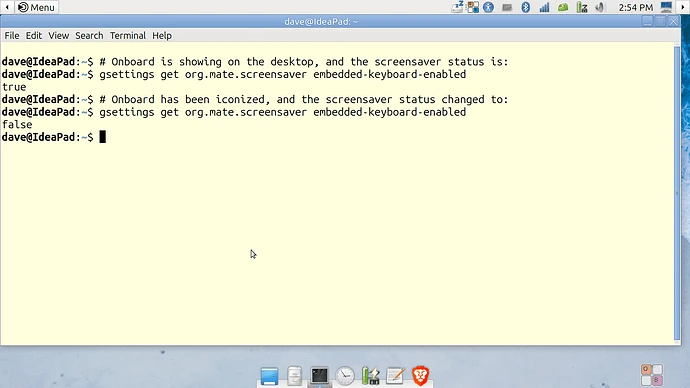 Menu
2:54 PM
dave@IdeaPad: ~
File Edit View Search Terminal Help
dave@IdeaPad:~$ # Onboard is showing on the desktop, and the screensaver status is:
dave@IdeaPad:~$ gsettings get org.mate.screensaver embedded-keyboard-enabled
true
dave@IdeaPad:~$ # Onboard has been iconized, and the screensaver status changed to:
dave@IdeaPad:~$ gsettings get org.mate.screensaver embedded-keyboard-enabled
false
dave@IdeaPad:~$